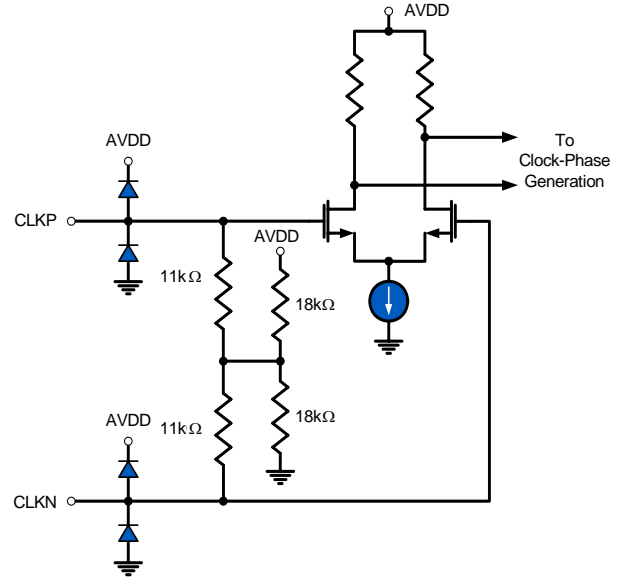 AVDD
To
Clock-Phase
Generation
AVDD
CLKP
AVDD
11kΩ
18kΩ
AVDD
11kΩ
18kΩ
CLKN